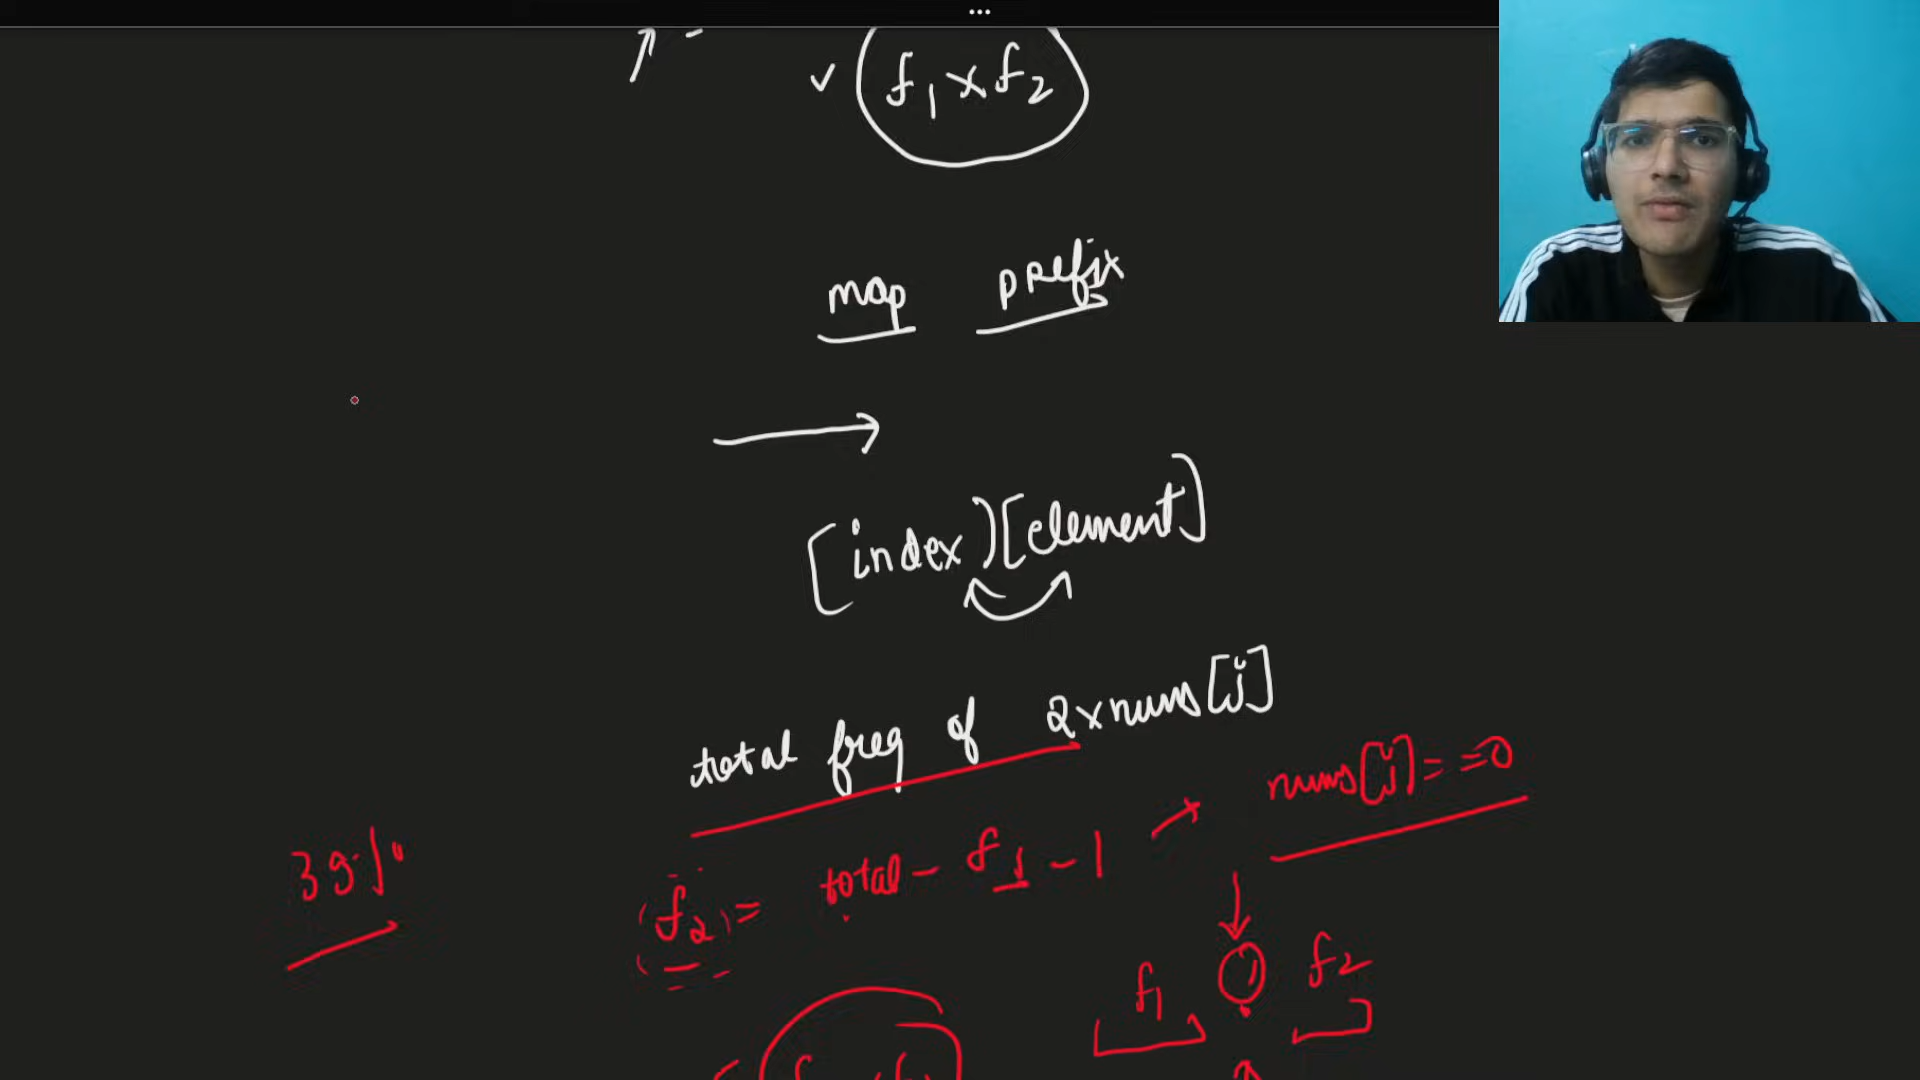 ...
✓ f1 x f2
map prefix
[index][element]
total freq of 2xnums[j]
nums[j]==0
39%
f2 = total - f1 - 1
f1 f2